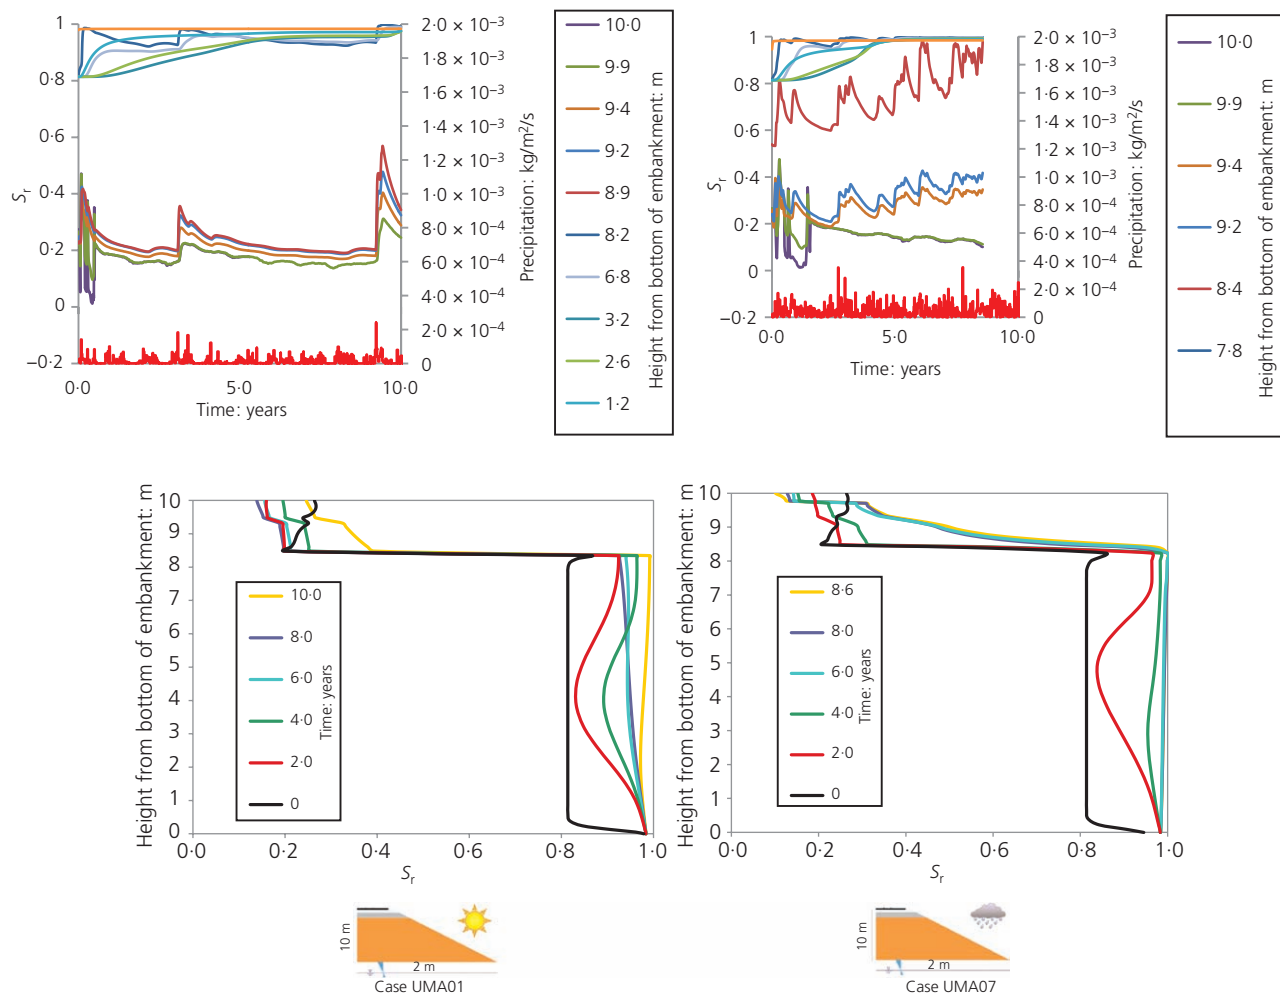 1
0·8
0·6
0·4
0·2
0
−0·2
Sr
0·0
5·0
10·0
Time: years
2·0 × 10−3
1·8 × 10−3
1·6 × 10−3
1·4 × 10−3
1·2 × 10−3
1·0 × 10−3
8·0 × 10−4
6·0 × 10−4
4·0 × 10−4
2·0 × 10−4
0
Precipitation: kg/m2/s
10·0
9·9
9·4
9·2
8·9
8·2
6·8
3·2
2·6
1·2
Height from bottom of embankment: m
1
0·8
0·6
0·4
0·2
0
−0·2
Sr
0·0
5·0
10·0
Time: years
2·0 × 10−3
1·8 × 10−3
1·6 × 10−3
1·4 × 10−3
1·2 × 10−3
1·0 × 10−3
8·0 × 10−4
6·0 × 10−4
4·0 × 10−4
2·0 × 10−4
0
Precipitation: kg/m2/s
10·0
9·9
9·4
9·2
8·4
7·8
Height from bottom of embankment: m
Height from bottom of embankment: m
10
9
8
7
6
5
4
3
2
1
0
0·0
0·2
0·4
0·6
0·8
1·0
Sr
10·0
8·0
6·0
4·0
2·0
0
Time: years
Height from bottom of embankment: m
10
9
8
7
6
5
4
3
2
1
0
0·0
0·2
0·4
0·6
0·8
1·0
Sr
8·6
8·0
6·0
4·0
2·0
0
Time: years
10 m
2 m
Case UMA01
10 m
2 m
Case UMA07